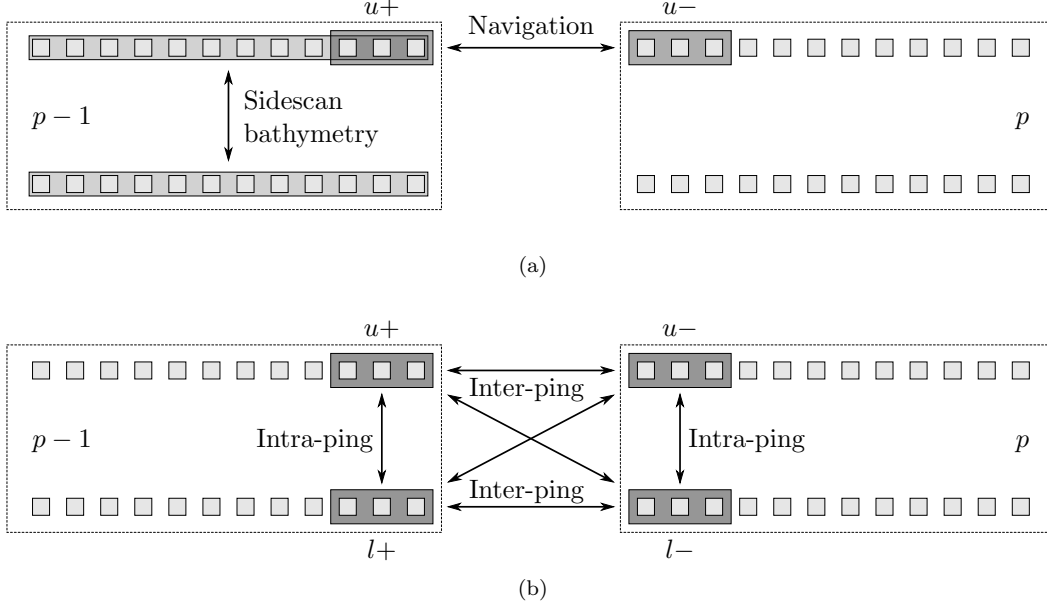 u+
Navigation
u−
p − 1
Sidescan
bathymetry
p
(a)
u+
u−
Inter-ping
p − 1
Intra-ping
Intra-ping
p
Inter-ping
l+
l−
(b)